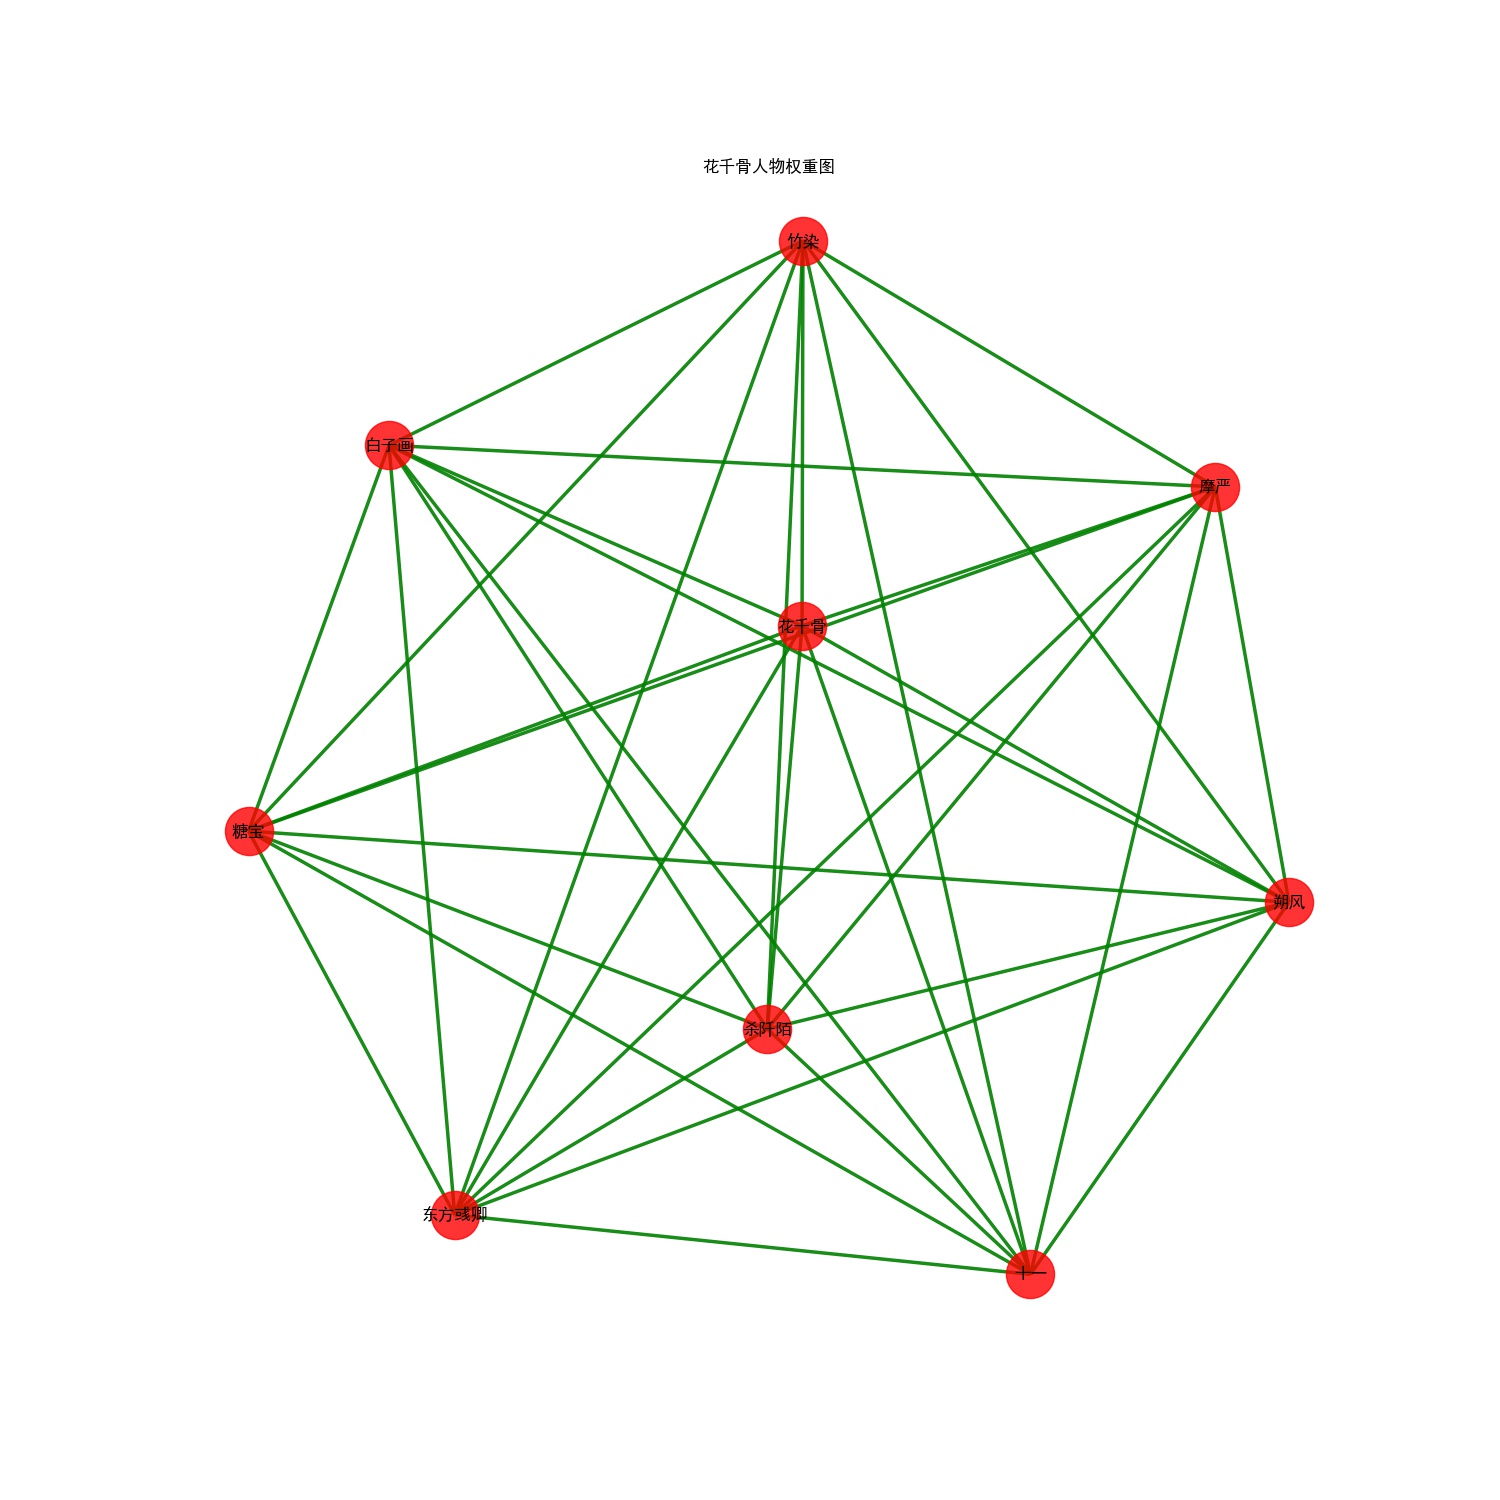 花千骨人物权重图
竹染
白子画
摩严
花千骨
糖宝
朔风
杀阡陌
东方彧卿
十一